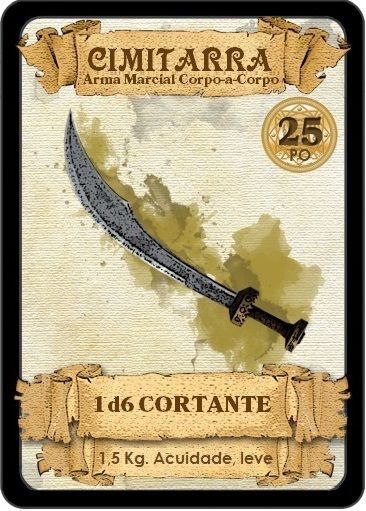 CIMITARRA
Arma Marcial Corpo-a-Corpo
25
PO
1d6 CORTANTE
1,5 Kg. Acuidade, leve